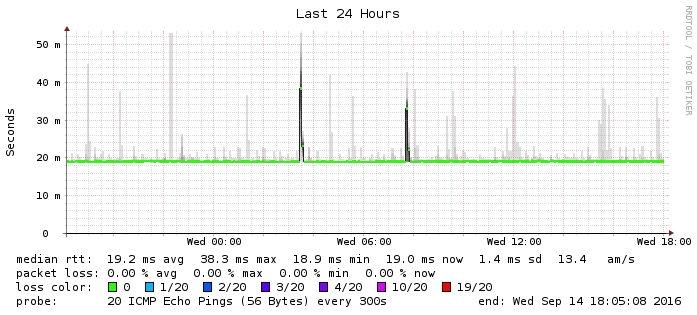 Last 24 Hours
RRDTOOL / TOBI OETIKER
Seconds
50 m
40 m
30 m
20 m
10 m
0
Wed 00:00 Wed 06:00 Wed 12:00 Wed 18:00
median rtt: 19.2 ms avg 38.3 ms max 18.9 ms min 19.0 ms now 1.4 ms sd 13.4 am/s
packet loss: 0.00 % avg 0.00 % max 0.00 % min 0.00 % now
loss color: 0 1/20 2/20 3/20 4/20 10/20 19/20
probe: 20 ICMP Echo Pings (56 Bytes) every 300s end: Wed Sep 14 18:05:08 2016